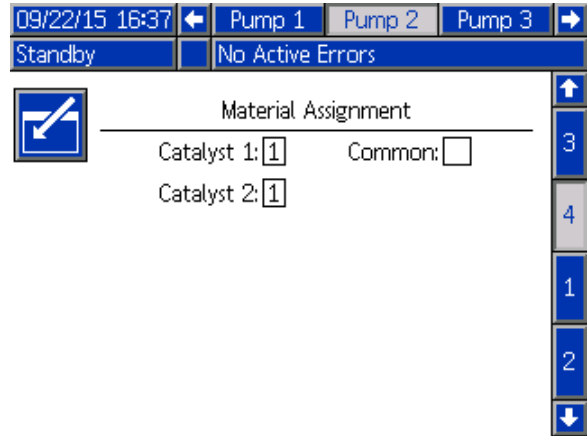 09/22/15 16:37 Pump 1 Pump 2 Pump 3
Standby No Active Errors
Material Assignment
Catalyst 1: 1 Common:
Catalyst 2: 1
3
4
1
2